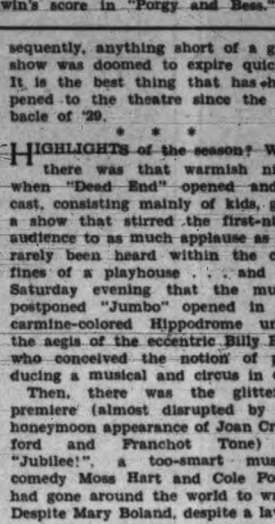 win's score in "Porgy and Bess."
sequently, anything short of a g
show was doomed to expire quic
It is the best thing that has h
pened to the theatre since the
bacle of '29.
* * *
HIGHLIGHTS of the season? W
there was that warmish ni
when "Dead End" opened and
cast, consisting mainly of kids, g
a show that stirred the first-ni
audience to as much applause as
rarely been heard within the c
fines of a playhouse . . . and
Saturday evening that the mu
postponed "Jumbo" opened in
carmine-colored Hippodrome un
the aegis of the eccentric Billy R
who conceived the notion of p
ducing a musical and circus in o
Then, there was the glitte
premiere (almost disrupted by
honeymoon appearance of Joan Cr
ford and Franchot Tone)
"Jubilee!", a too-smart mus
comedy Moss Hart and Cole Po
had gone around the world to wr
Despite Mary Boland, despite a la